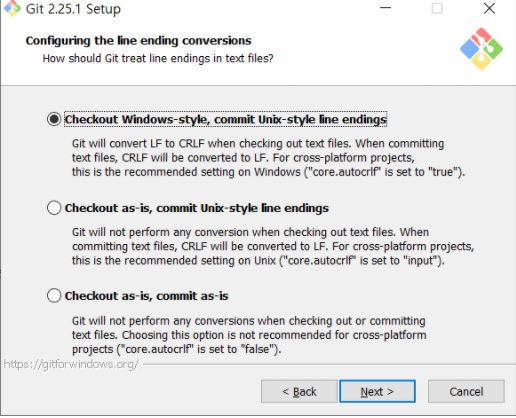 Git 2.25.1 Setup
Configuring the line ending conversions
How should Git treat line endings in text files?
Checkout Windows-style, commit Unix-style line endings
Git will convert LF to CRLF when checking out text files. When committing
text files, CRLF will be converted to LF. For cross-platform projects,
this is the recommended setting on Windows ("core.autocrlf" is set to "true").
Checkout as-is, commit Unix-style line endings
Git will not perform any conversion when checking out text files. When
committing text files, CRLF will be converted to LF. For cross-platform projects,
this is the recommended setting on Unix ("core.autocrlf" is set to "input").
Checkout as-is, commit as-is
Git will not perform any conversions when checking out or committing
text files. Choosing this option is not recommended for cross-platform
projects ("core.autocrlf" is set to "false").
https://gitforwindows.org/
< Back
Next >
Cancel